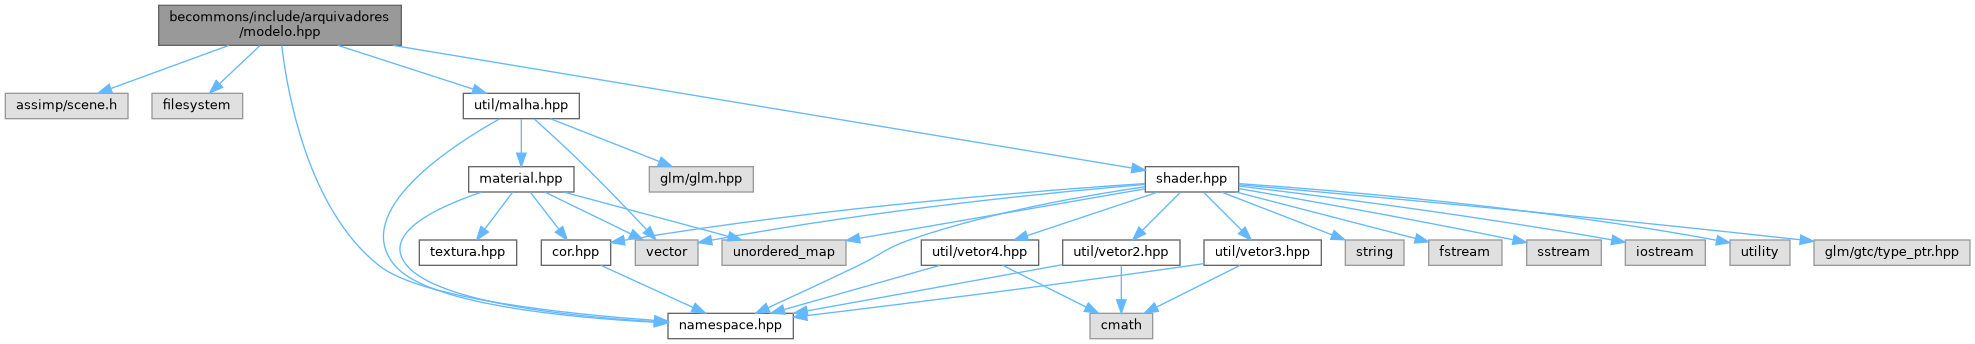 becommons/include/arquivadores
/modelo.hpp
assimp/scene.h
filesystem
util/malha.hpp
material.hpp
glm/glm.hpp
shader.hpp
textura.hpp
cor.hpp
vector
unordered_map
util/vetor4.hpp
util/vetor2.hpp
util/vetor3.hpp
string
fstream
sstream
iostream
utility
glm/gtc/type_ptr.hpp
namespace.hpp
cmath